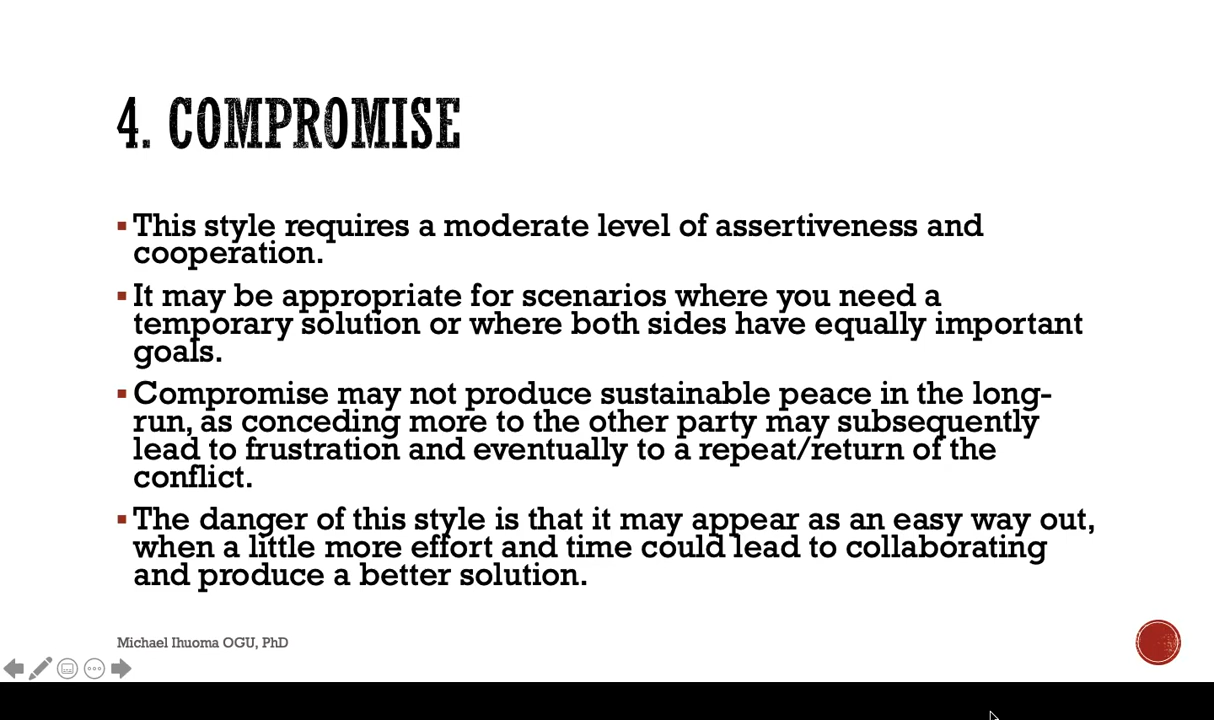 4. COMPROMISE
▪ This style requires a moderate level of assertiveness and
cooperation.
▪ It may be appropriate for scenarios where you need a
temporary solution or where both sides have equally important
goals.
▪ Compromise may not produce sustainable peace in the long-
run, as conceding more to the other party may subsequently
lead to frustration and eventually to a repeat/return of the
conflict.
▪ The danger of this style is that it may appear as an easy way out,
when a little more effort and time could lead to collaborating
and produce a better solution.
Michael Ihuoma OGU, PhD